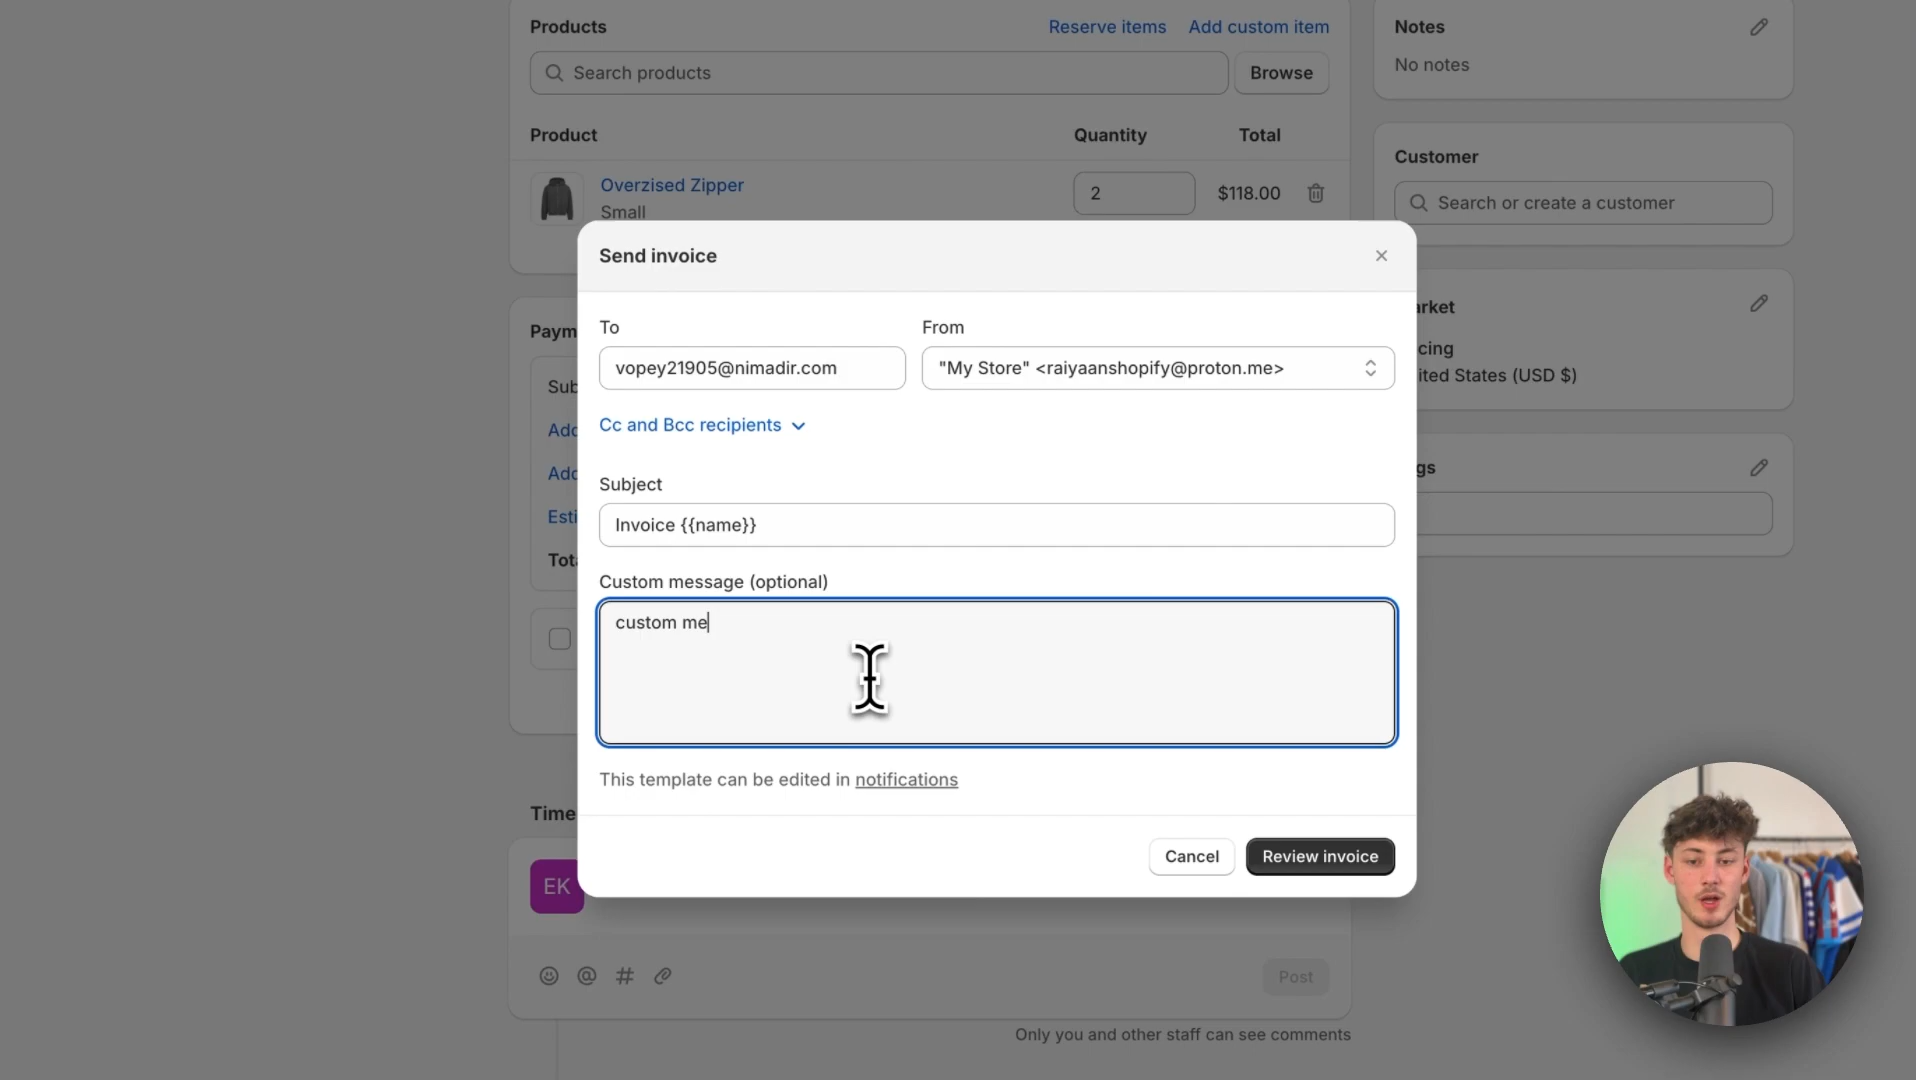 Products
Reserve items
Add custom item
Search products
Browse
Product
Quantity
Total
Overzised Zipper
Small
2
$118.00
Notes
No notes
Customer
Search or create a customer
Send invoice
To
From
vopey21905@nimadir.com
"My Store" <raiyaanshopify@proton.me>
Cc and Bcc recipients
Subject
Invoice {{name}}
Custom message (optional)
custom me
This template can be edited in notifications
Cancel
Review invoice
Paym
Sub
Add
Add
Esti
Tota
arket
cing
ited States (USD $)
gs
Time
EK
@
#
Post
Only you and other staff can see comments